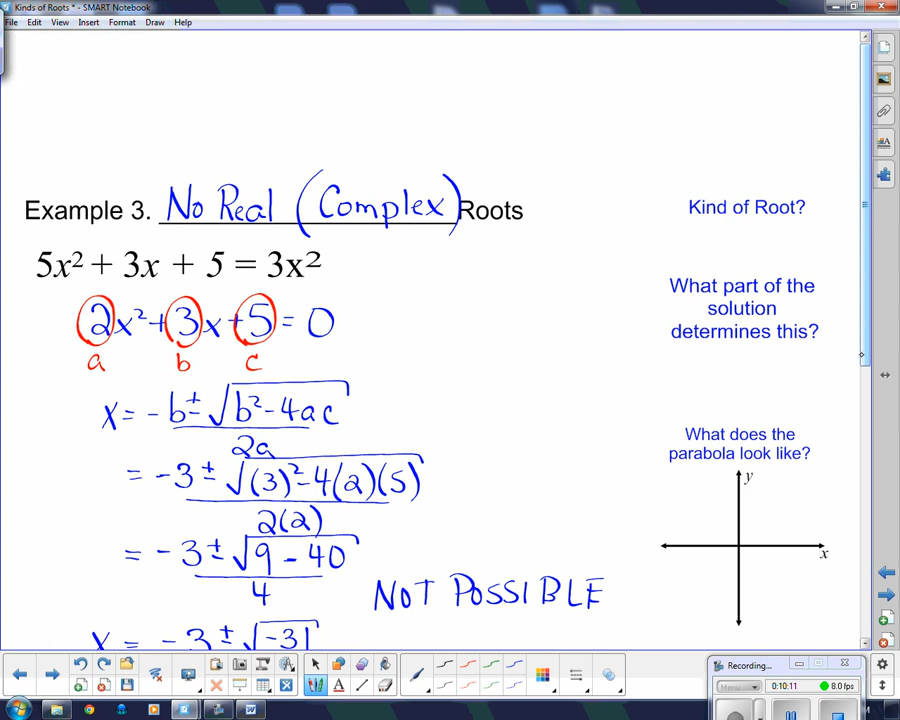 Kinds of Roots * - SMART Notebook
File Edit View Insert Format Draw Help
Example 3. No Real (Complex) Roots
5x² + 3x + 5 = 3x²
2x² + 3x + 5 = 0
a b c
x = -b ± √b² - 4ac
2a
= -3 ± √(3)² - 4(2)(5)
2(2)
= -3 ± √9 - 40
4
NOT POSSIBLE
x = -3 ± √-31
Kind of Root?
What part of the
solution
determines this?
What does the
parabola look like?
y
x
Recording...
Menu
0:10:11
8.0 fps